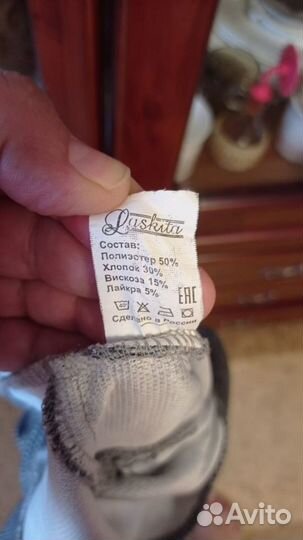 Luskita
Состав:
Полиэстер 50%
Хлопок 30%
Вискоза 15%
Лайкра 5%
EAC
Сделано в России
Avito